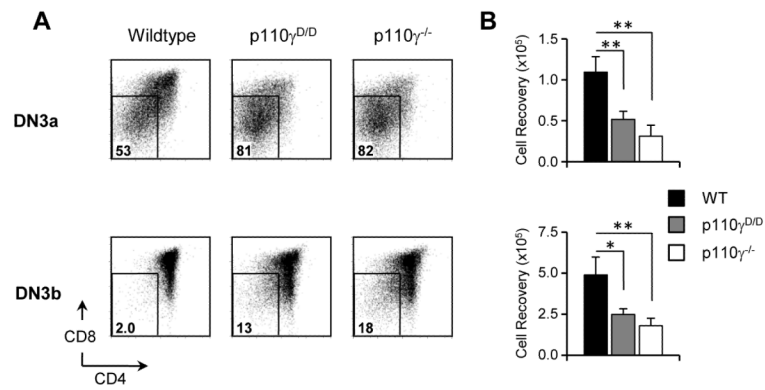 A
Wildtype
p110γD/D
p110γ-/-
DN3a
53
81
82
DN3b
2.0
13
18
CD8
CD4
B
Cell Recovery (x10⁵)
1.5
1.0
0.5
0.0
**
**
Cell Recovery (x10⁵)
7.5
5.0
2.5
0.0
**
*
WT
p110γD/D
p110γ-/-